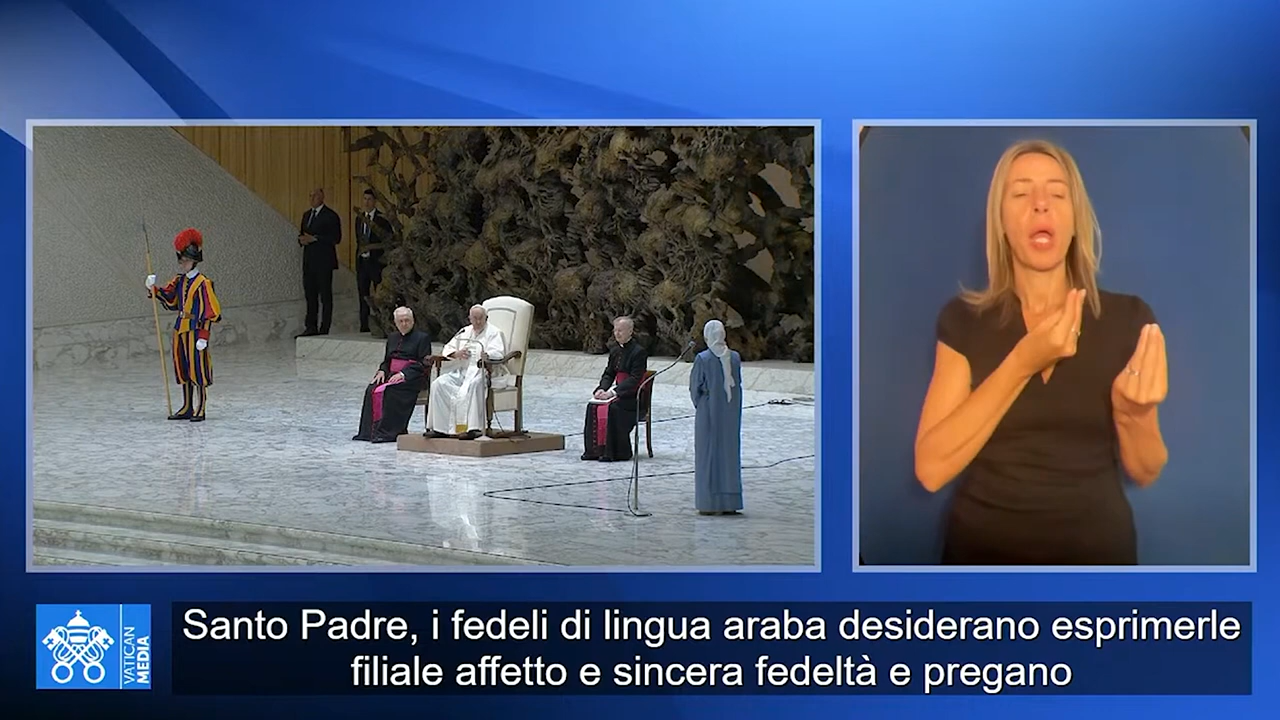 Santo Padre, i fedeli di lingua araba desiderano esprimerle
filiale affetto e sincera fedeltà e pregano
VATICAN
MEDIA